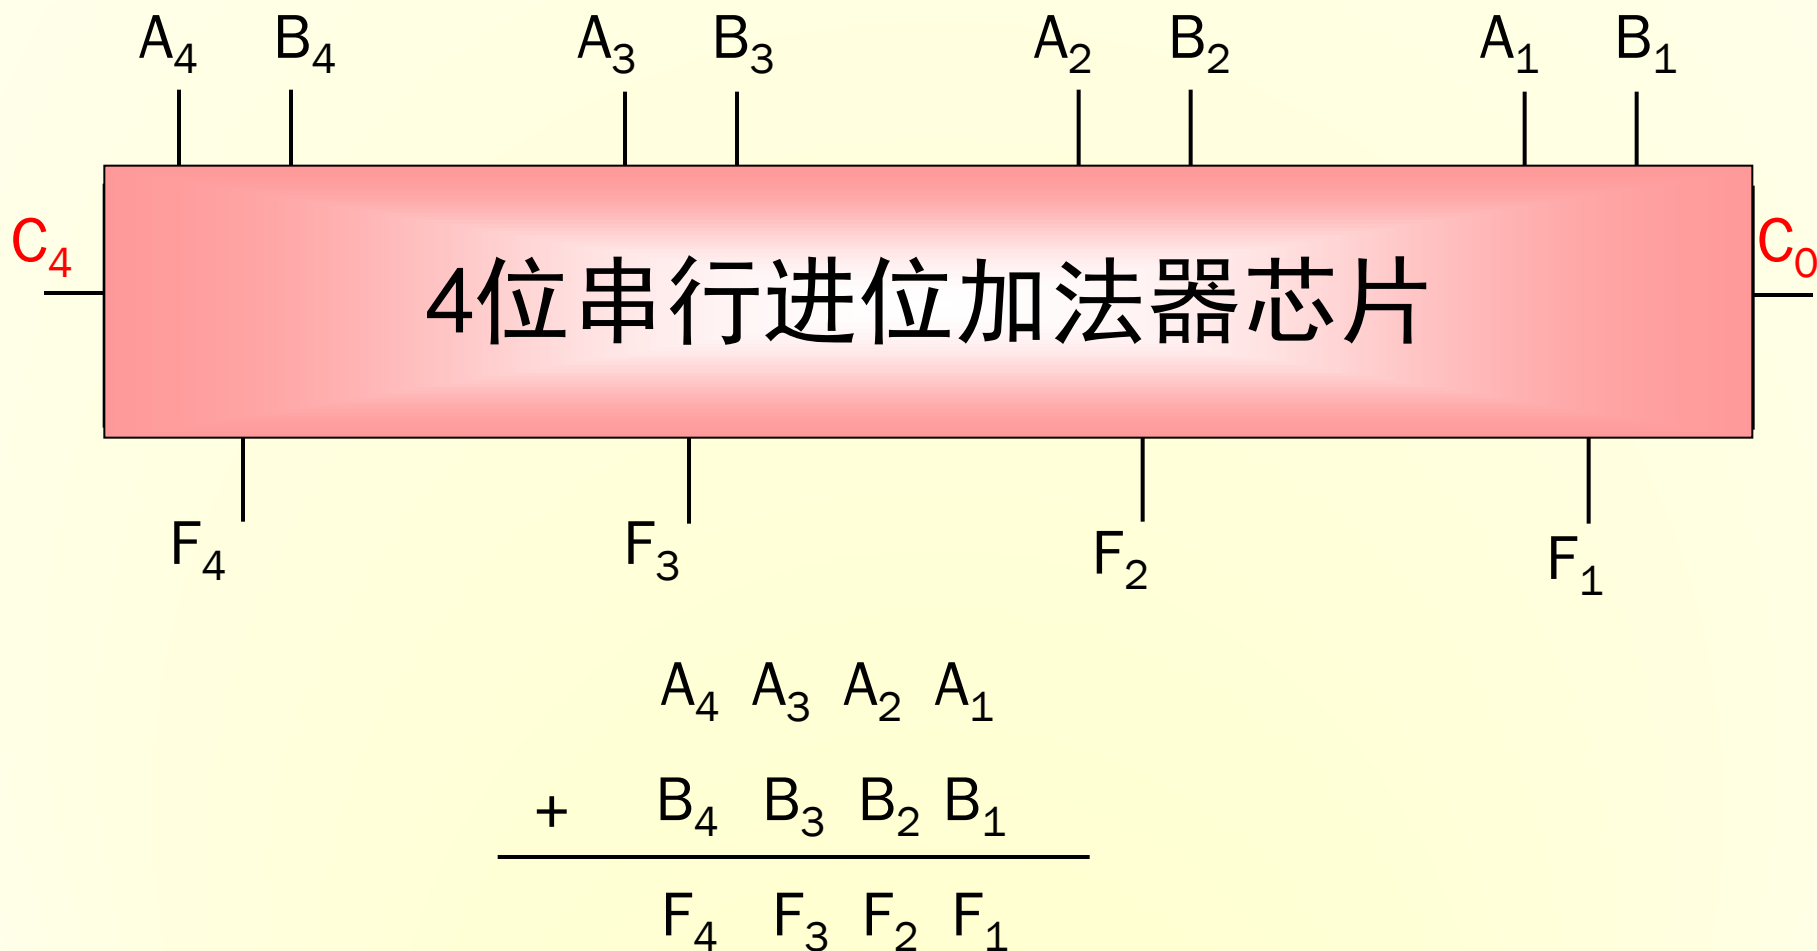 A₄ B₄ A₃ B₃ A₂ B₂ A₁ B₁
C₄ 4位串行进位加法器芯片 C₀
F₄ F₃ F₂ F₁
A₄ A₃ A₂ A₁
+ B₄ B₃ B₂ B₁
F₄ F₃ F₂ F₁